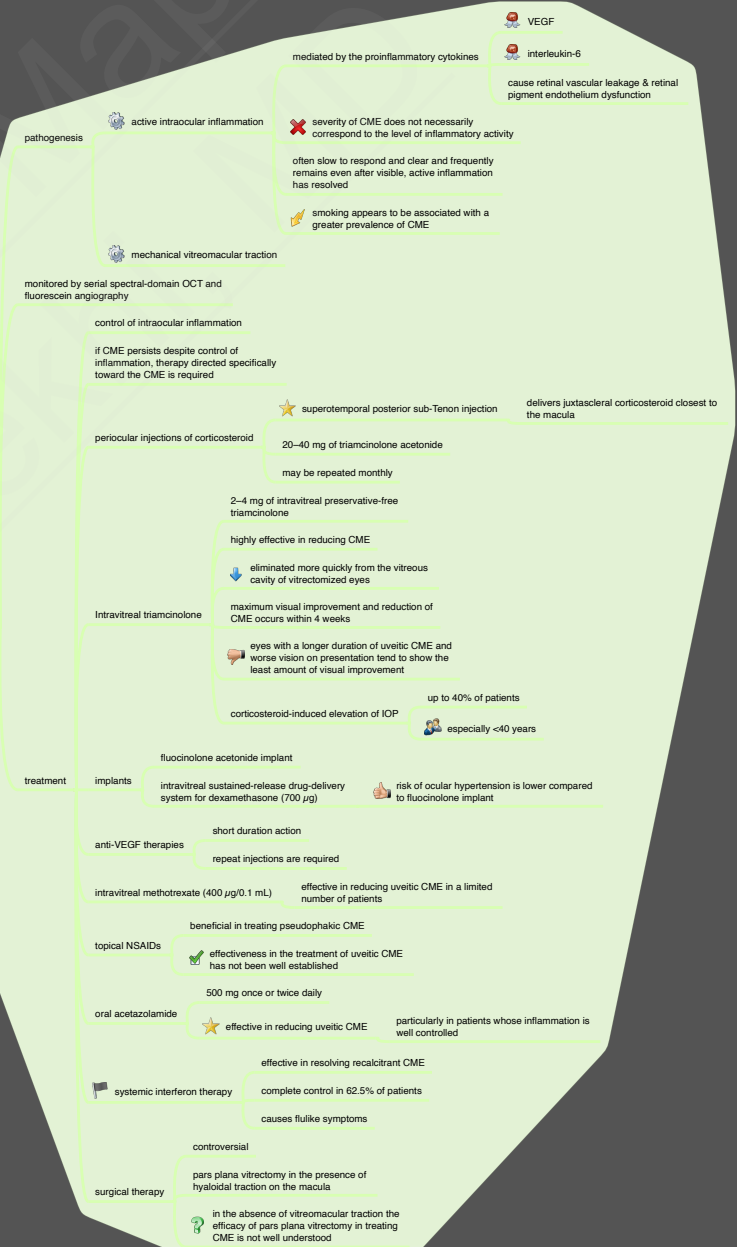 VEGF
mediated by the proinflammatory cytokines
interleukin-6
cause retinal vascular leakage & retinal
pigment endothelium dysfunction
pathogenesis
active intraocular inflammation
severity of CME does not necessarily
correspond to the level of inflammatory activity
often slow to respond and clear and frequently
remains even after visible, active inflammation
has resolved
smoking appears to be associated with a
greater prevalence of CME
mechanical vitreomacular traction
monitored by serial spectral-domain OCT and
fluorescein angiography
control of intraocular inflammation
if CME persists despite control of
inflammation, therapy directed specifically
toward the CME is required
periocular injections of corticosteroid
superotemporal posterior sub-Tenon injection
delivers juxtascleral corticosteroid closest to
the macula
20–40 mg of triamcinolone acetonide
may be repeated monthly
Intravitreal triamcinolone
2–4 mg of intravitreal preservative-free
triamcinolone
highly effective in reducing CME
eliminated more quickly from the vitreous
cavity of vitrectomized eyes
maximum visual improvement and reduction of
CME occurs within 4 weeks
eyes with a longer duration of uveitic CME and
worse vision on presentation tend to show the
least amount of visual improvement
corticosteroid-induced elevation of IOP
up to 40% of patients
especially <40 years
treatment
implants
fluocinolone acetonide implant
intravitreal sustained-release drug-delivery
system for dexamethasone (700 µg)
risk of ocular hypertension is lower compared
to fluocinolone implant
anti-VEGF therapies
short duration action
repeat injections are required
intravitreal methotrexate (400 µg/0.1 mL)
effective in reducing uveitic CME in a limited
number of patients
topical NSAIDs
beneficial in treating pseudophakic CME
effectiveness in the treatment of uveitic CME
has not been well established
oral acetazolamide
500 mg once or twice daily
effective in reducing uveitic CME
particularly in patients whose inflammation is
well controlled
systemic interferon therapy
effective in resolving recalcitrant CME
complete control in 62.5% of patients
causes flulike symptoms
surgical therapy
controversial
pars plana vitrectomy in the presence of
hyaloidal traction on the macula
in the absence of vitreomacular traction the
efficacy of pars plana vitrectomy in treating
CME is not well understood